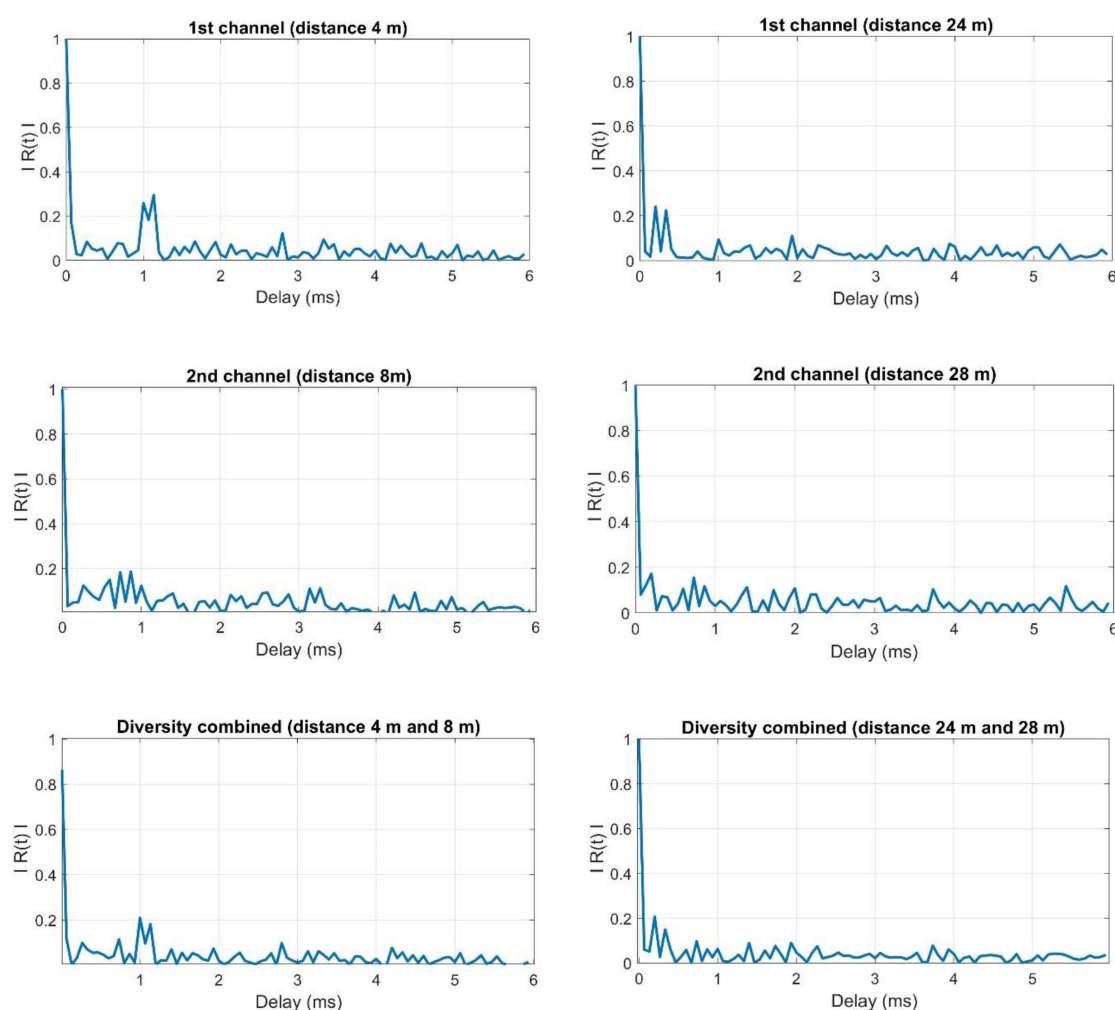 1st channel (distance 4 m)
1
0.8
0.6
0.4
0.2
0
I R(t) I
0 1 2 3 4 5 6
Delay (ms)
1st channel (distance 24 m)
1
0.8
0.6
0.4
0.2
0
I R(t) I
0 1 2 3 4 5 6
Delay (ms)
2nd channel (distance 8m)
1
0.8
0.6
0.4
0.2
I R(t) I
0 1 2 3 4 5 6
Delay (ms)
2nd channel (distance 28 m)
1
0.8
0.6
0.4
0.2
0
I R(t) I
0 1 2 3 4 5 6
Delay (ms)
Diversity combined (distance 4 m and 8 m)
1
0.8
0.6
0.4
0.2
I R(t) I
0 1 2 3 4 5 6
Delay (ms)
Diversity combined (distance 24 m and 28 m)
1
0.8
0.6
0.4
0.2
0
I R(t) I
0 1 2 3 4 5 6
Delay (ms)